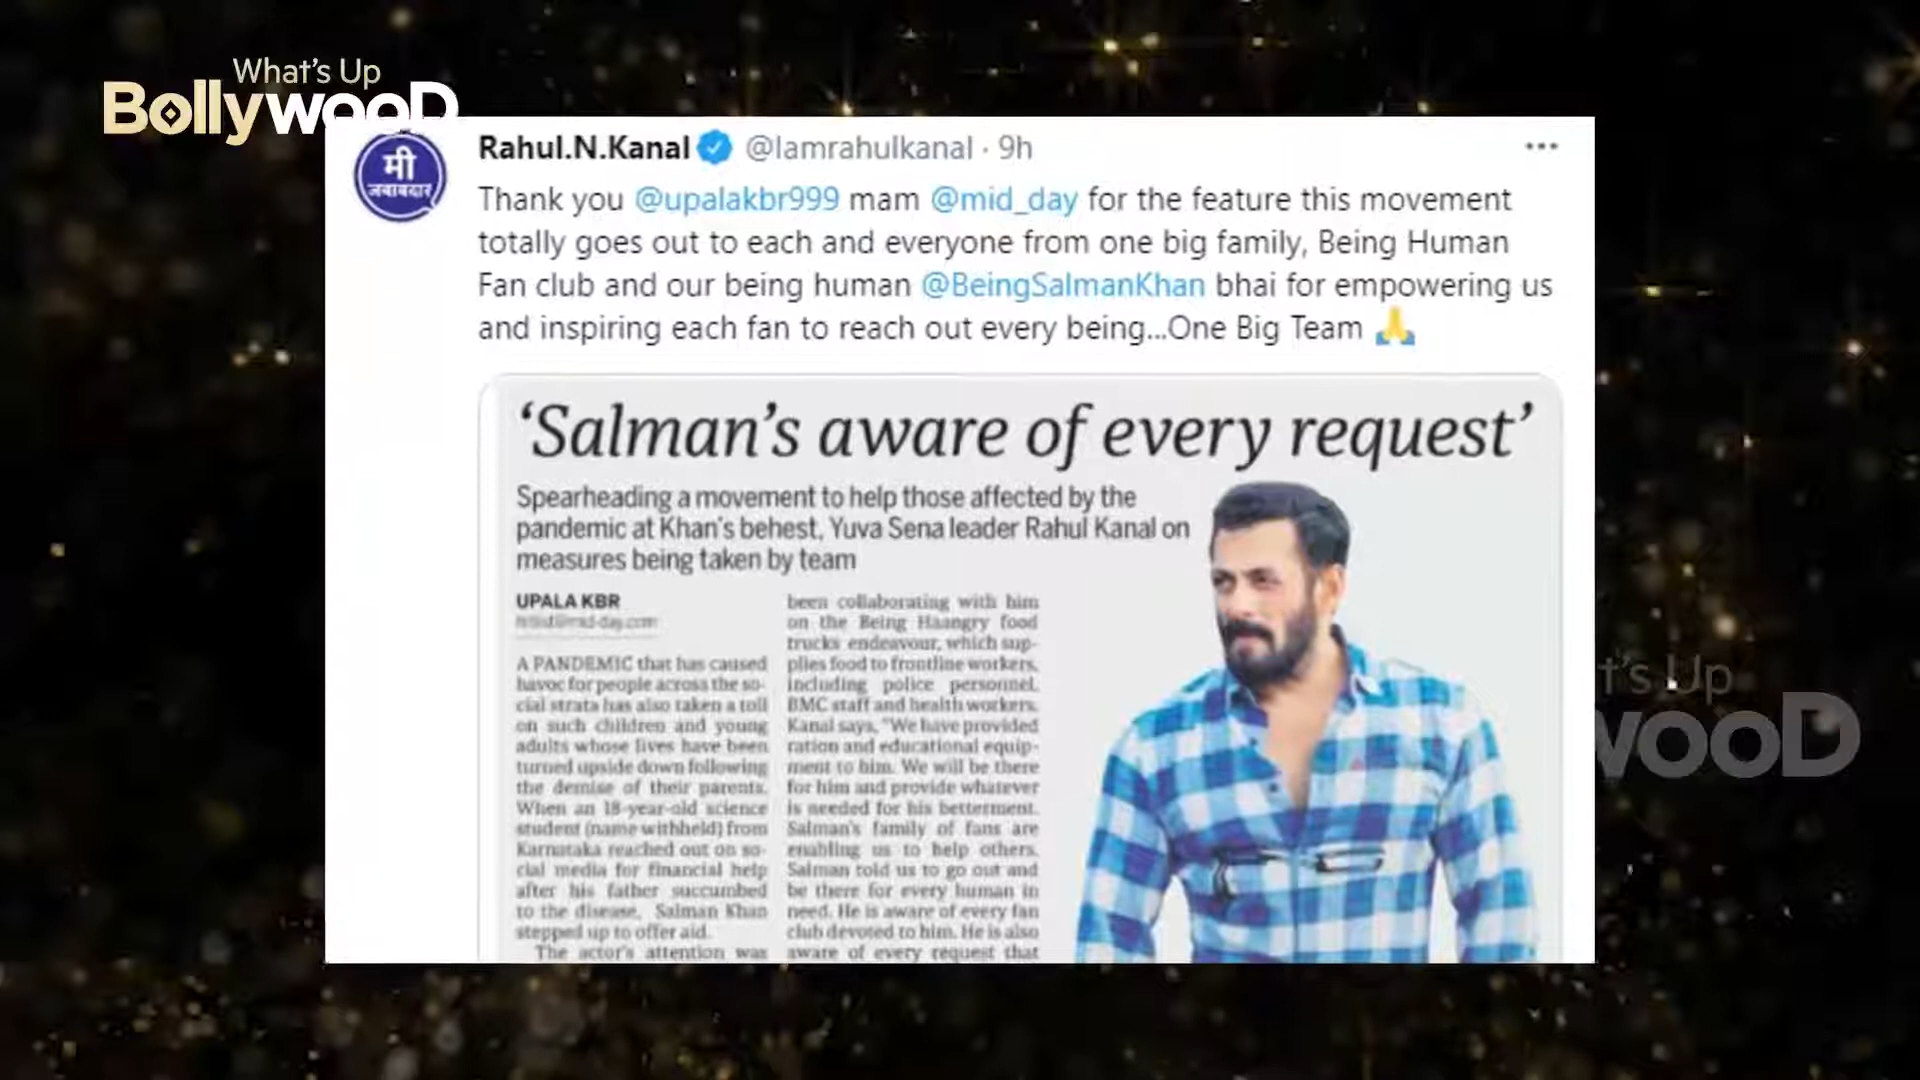 What's Up
BollywooD
Rahul.N.Kanal @Iamrahulkanal · 9h
मी
जबाबदार
Thank you @upalakbr999 mam @mid_day for the feature this movement
totally goes out to each and everyone from one big family, Being Human
Fan club and our being human @BeingSalmanKhan bhai for empowering us
and inspiring each fan to reach out every being...One Big Team 🙏
‘Salman’s aware of every request’
Spearheading a movement to help those affected by the
pandemic at Khan's behest, Yuva Sena leader Rahul Kanal on
measures being taken by team
UPALA KBR
A PANDEMIC that has caused
havoc for people across the so-
cial strata has also taken a toll
on such children and young
adults whose lives have been
turned upside down following
the demise of their parents.
When an 18-year-old science
student (name withheld) from
Karnataka reached out on so-
cial media for financial help
after his father succumbed
to the disease, Salman Khan
stepped up to offer aid.
The actor's attention was
been collaborating with him
on the Being Haangry food
trucks endeavour, which sup-
plies food to frontline workers,
including police personnel,
BMC staff and health workers.
Kanal says, "We have provided
ration and educational equip-
ment to him. We will be there
for him and provide whatever
is needed for his betterment.
Salman's family of fans are
enabling us to help others.
Salman told us to go out and
be there for every human in
need. He is aware of every fan
club devoted to him. He is also
aware of every request that
t's Up
wooD